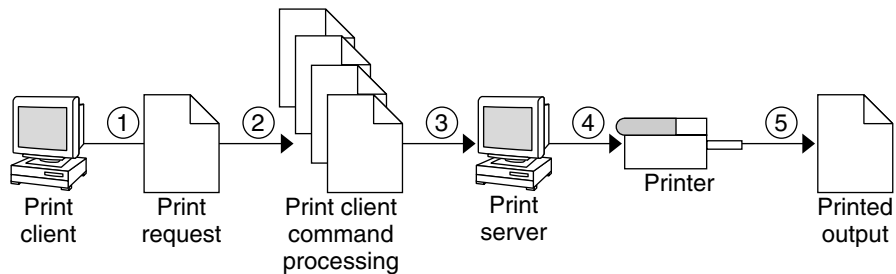 1
2
3
4
5
Print
client
Print
request
Print client
command
processing
Print
server
Printer
Printed
output